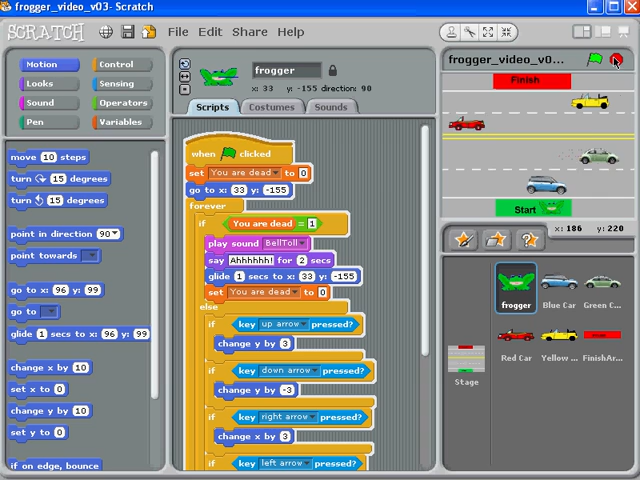 frogger_video_v03- Scratch
SCRATCH
File Edit Share Help
Motion
Control
Looks
Sensing
Sound
Operators
Pen
Variables
move 10 steps
turn 15 degrees
turn 15 degrees
point in direction 90
point towards
go to x: 96 y: 99
go to
glide 1 secs to x: 96 y: 99
change x by 10
set x to 0
change y by 10
set y to 0
if on edge, bounce
frogger
x: 33 y: -155 direction: 90
Scripts
Costumes
Sounds
when clicked
set You are dead to 0
go to x: 33 y: -155
forever
if You are dead = 1
play sound BellToll
say Ahhhhhh! for 2 secs
glide 1 secs to x: 33 y: -155
set You are dead to 0
else
if key up arrow pressed?
change y by 3
if key down arrow pressed?
change y by -3
if key right arrow pressed?
change x by 3
if key left arrow pressed?
frogger_video_v0...
Finish
Start
x: 186 y: 220
frogger
Blue Car
Green C...
Red Car
Yellow ...
FinishAr...
Stage